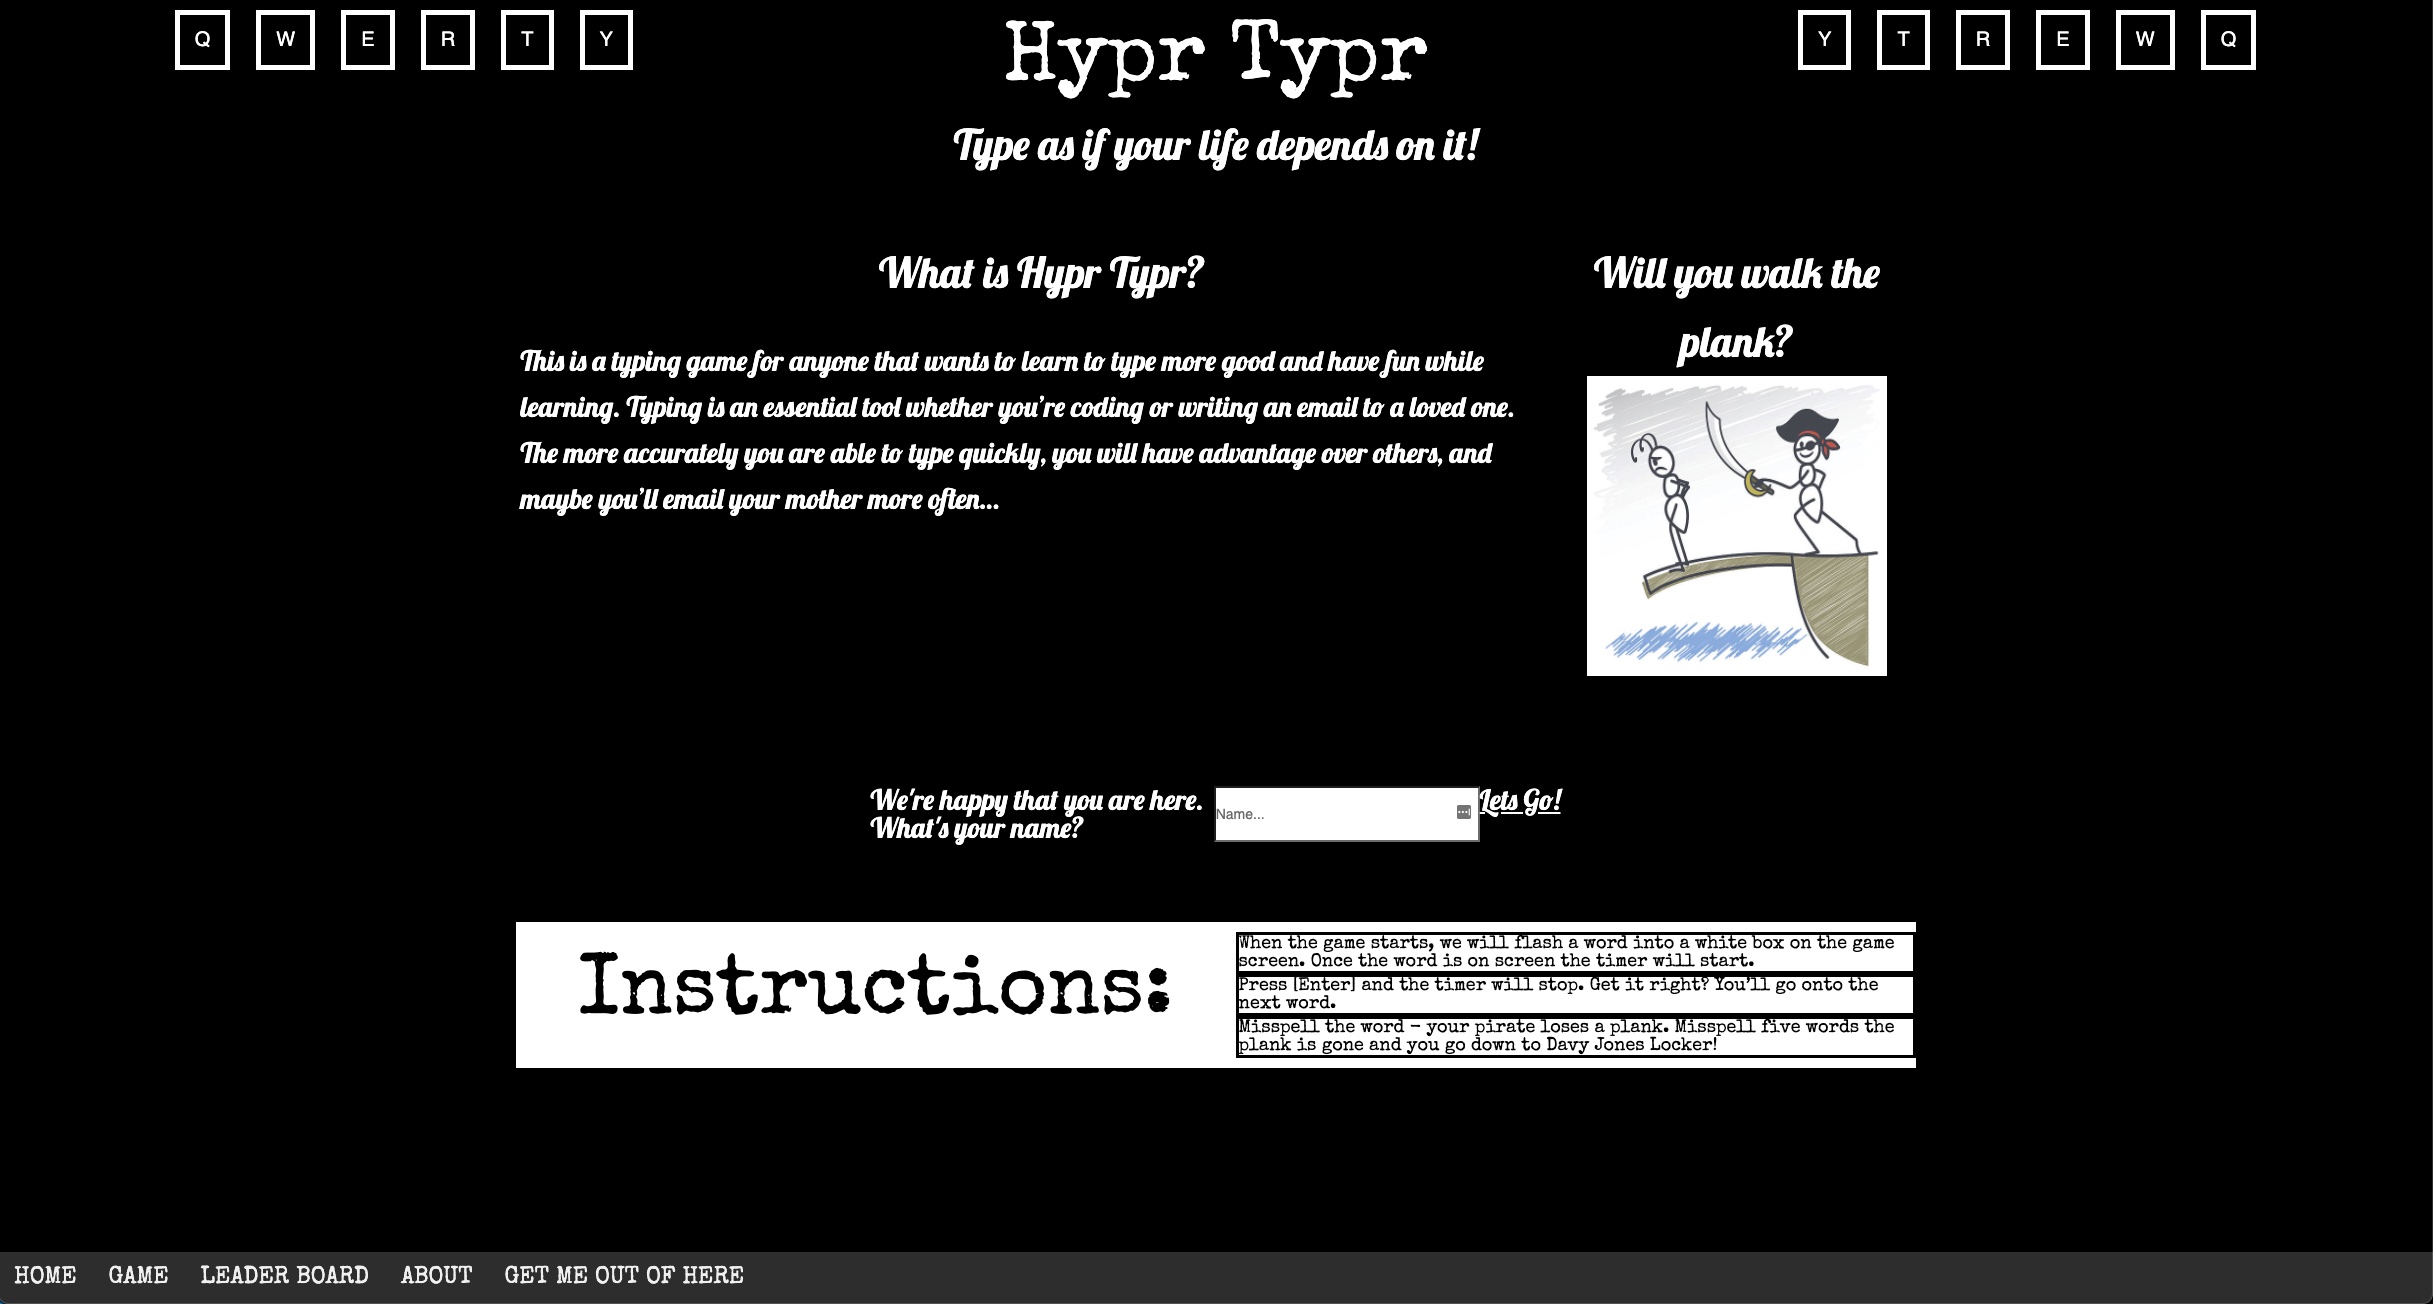 Q W E R T Y
Hypr Typr
Y T R E W Q
Type as if your life depends on it!
What is Hypr Typr?
This is a typing game for anyone that wants to learn to type more good and have fun while
learning. Typing is an essential tool whether you're coding or writing an email to a loved one.
The more accurately you are able to type quickly, you will have advantage over others, and
maybe you'll email your mother more often...
Will you walk the
plank?
We're happy that you are here.
What's your name?
Name...
Lets Go!
Instructions:
When the game starts, we will flash a word into a white box on the game
screen. Once the word is on screen the timer will start.
Press [Enter] and the timer will stop. Get it right? You'll go onto the
next word.
Misspell the word - your pirate loses a plank. Misspell five words the
plank is gone and you go down to Davy Jones Locker!
HOME GAME LEADER BOARD ABOUT GET ME OUT OF HERE